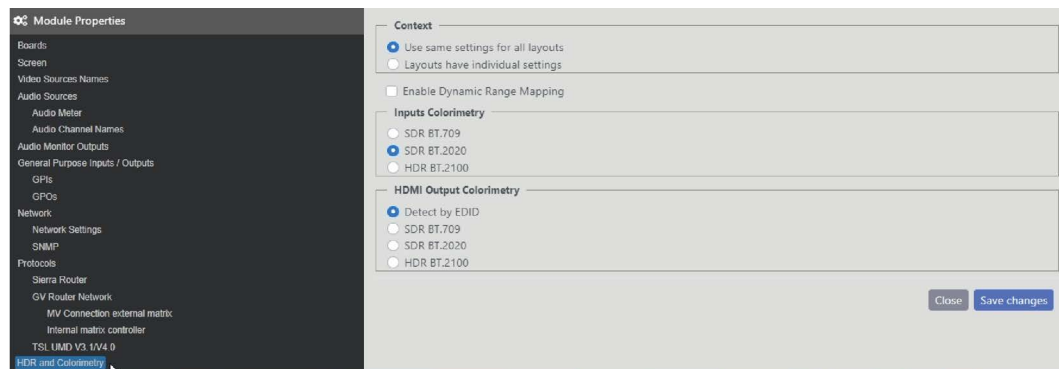 Module Properties
Boards
Screen
Video Sources Names
Audio Sources
Audio Meter
Audio Channel Names
Audio Monitor Outputs
General Purpose Inputs / Outputs
GPIs
GPOs
Network
Network Settings
SNMP
Protocols
Sierra Router
GV Router Network
MV Connection external matrix
Internal matrix controller
TSL UMD V3.1/V4.0
HDR and Colorimetry
Context
Use same settings for all layouts
Layouts have individual settings
Enable Dynamic Range Mapping
Inputs Colorimetry
SDR BT.709
SDR BT.2020
HDR BT.2100
HDMI Output Colorimetry
Detect by EDID
SDR BT.709
SDR BT.2020
HDR BT.2100
Close Save changes